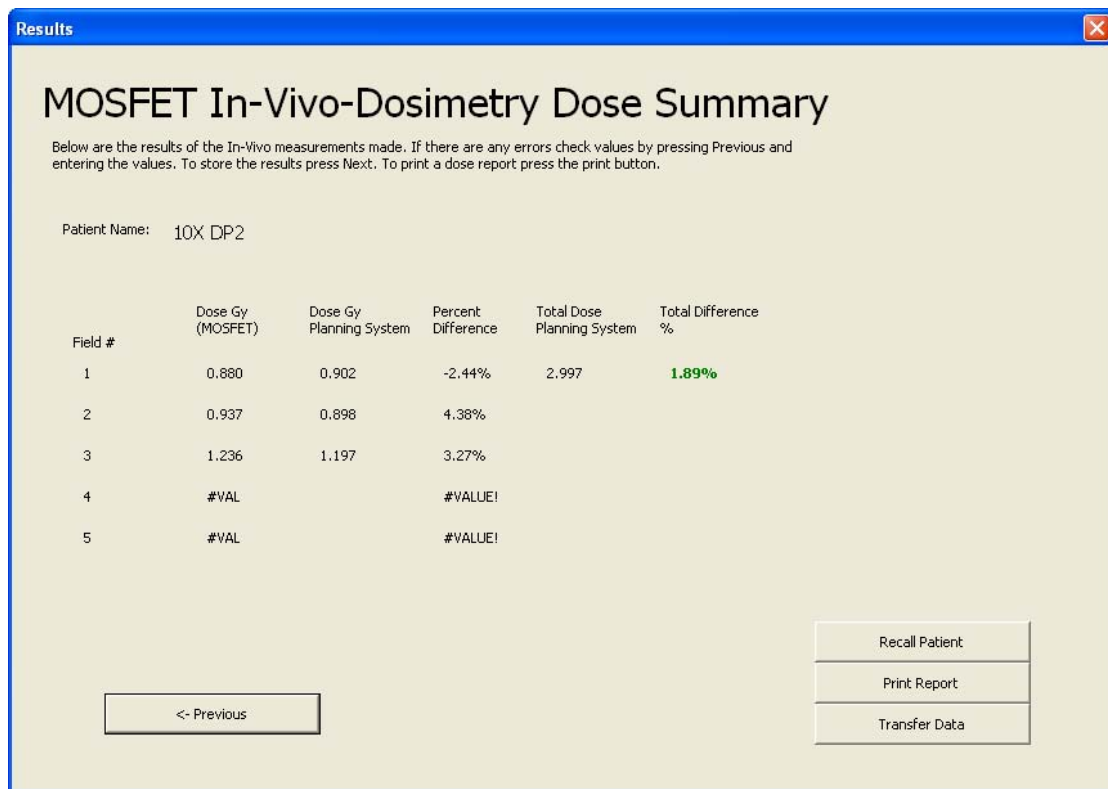 Results
MOSFET In-Vivo-Dosimetry Dose Summary
Below are the results of the In-Vivo measurements made. If there are any errors check values by pressing Previous and
entering the values. To store the results press Next. To print a dose report press the print button.
Patient Name: 10X DP2
Field # Dose Gy (MOSFET) Dose Gy Planning System Percent Difference Total Dose Planning System Total Difference %
1 0.880 0.902 -2.44% 2.997 1.89%
2 0.937 0.898 4.38%
3 1.236 1.197 3.27%
4 #VAL #VALUE!
5 #VAL #VALUE!
Recall Patient
Print Report
<- Previous
Transfer Data